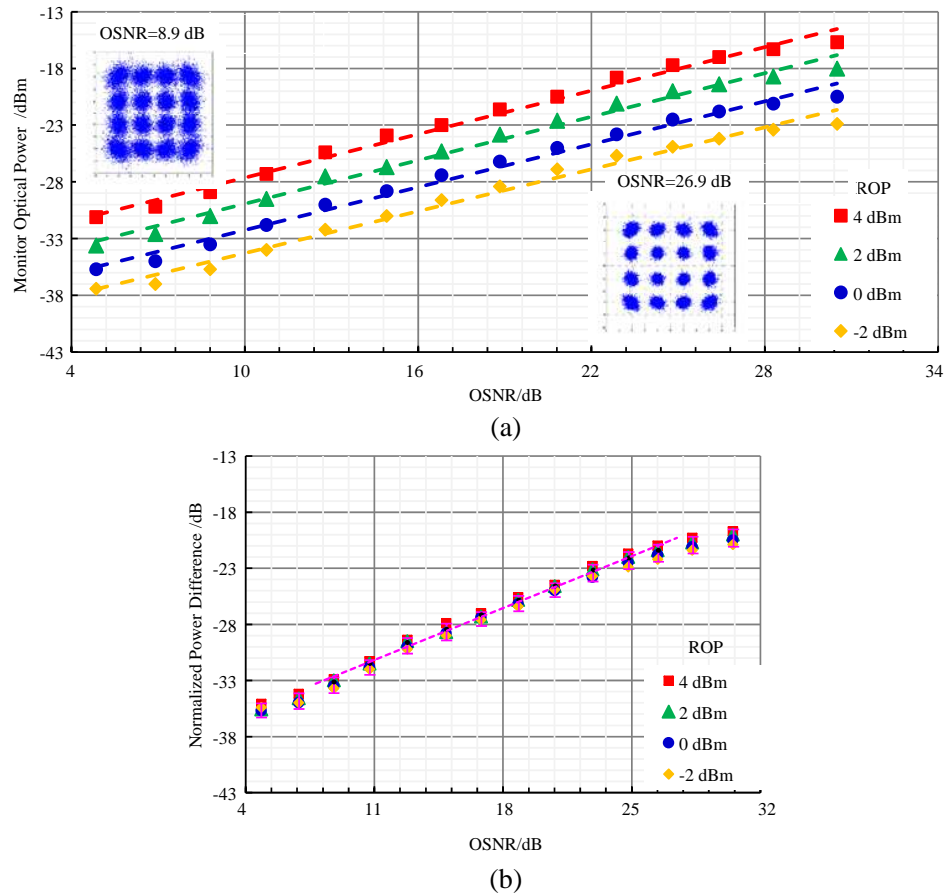 -13
OSNR=8.9 dB
-18
-23
-28
-33
-38
-43
Monitor Optical Power /dBm
OSNR=26.9 dB
ROP
4 dBm
2 dBm
0 dBm
-2 dBm
4 10 16 22 28 34
OSNR/dB
(a)
-13
-18
-23
-28
-33
-38
-43
Normalized Power Difference /dB
ROP
4 dBm
2 dBm
0 dBm
-2 dBm
4 11 18 25 32
OSNR/dB
(b)